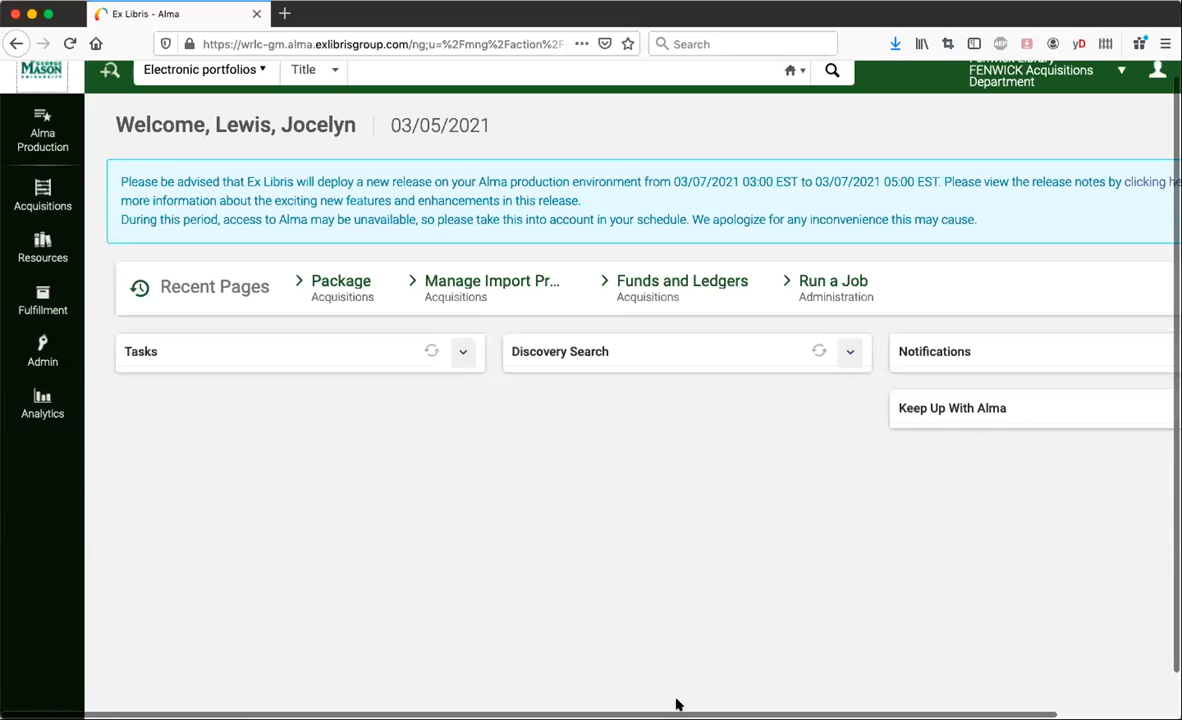 Ex Libris - Alma
https://wrlc-gm.alma.exlibrisgroup.com/ng;u=%2Fmng%2Faction%2F
Search
GEORGE
MASON
Electronic portfolios
Title
FENWICK Acquisitions
Department
Alma
Production
Acquisitions
Resources
Fulfillment
Admin
Analytics
Welcome, Lewis, Jocelyn
03/05/2021
Please be advised that Ex Libris will deploy a new release on your Alma production environment from 03/07/2021 03:00 EST to 03/07/2021 05:00 EST. Please view the release notes by clicking he
more information about the exciting new features and enhancements in this release.
During this period, access to Alma may be unavailable, so please take this into account in your schedule. We apologize for any inconvenience this may cause.
Recent Pages
Package
Acquisitions
Manage Import Pr...
Acquisitions
Funds and Ledgers
Acquisitions
Run a Job
Administration
Tasks
Discovery Search
Notifications
Keep Up With Alma